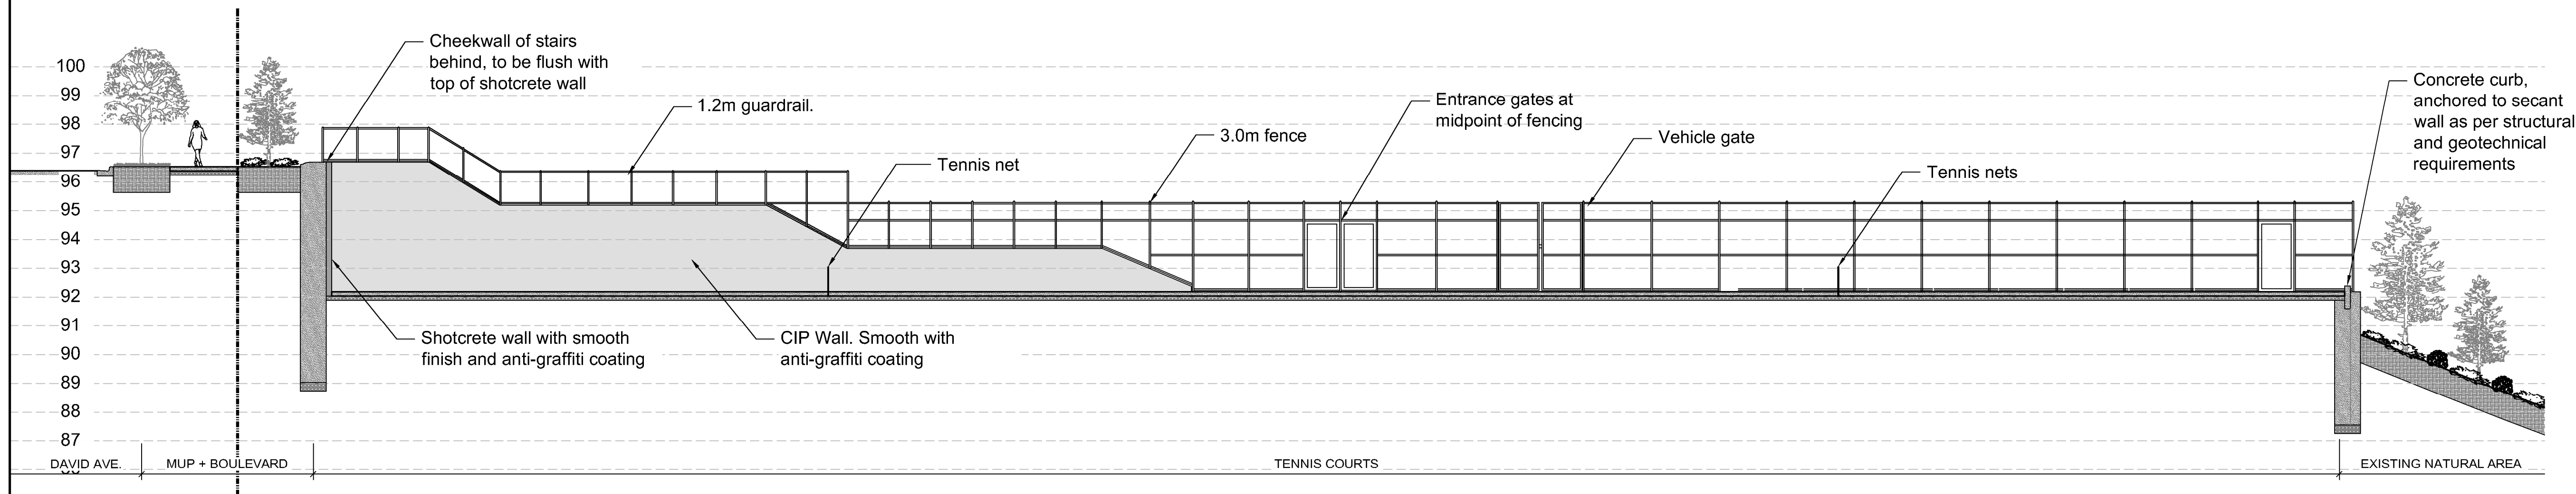 Cheekwall of stairs
behind, to be flush with
top of shotcrete wall
1.2m guardrail.
Tennis net
3.0m fence
Entrance gates at
midpoint of fencing
Vehicle gate
Tennis nets
Concrete curb,
anchored to secant
wall as per structural
and geotechnical
requirements
100
99
98
97
96
95
94
93
92
91
90
89
88
87
Shotcrete wall with smooth
finish and anti-graffiti coating
CIP Wall. Smooth with
anti-graffiti coating
DAVID AVE.
MUP + BOULEVARD
TENNIS COURTS
EXISTING NATURAL AREA